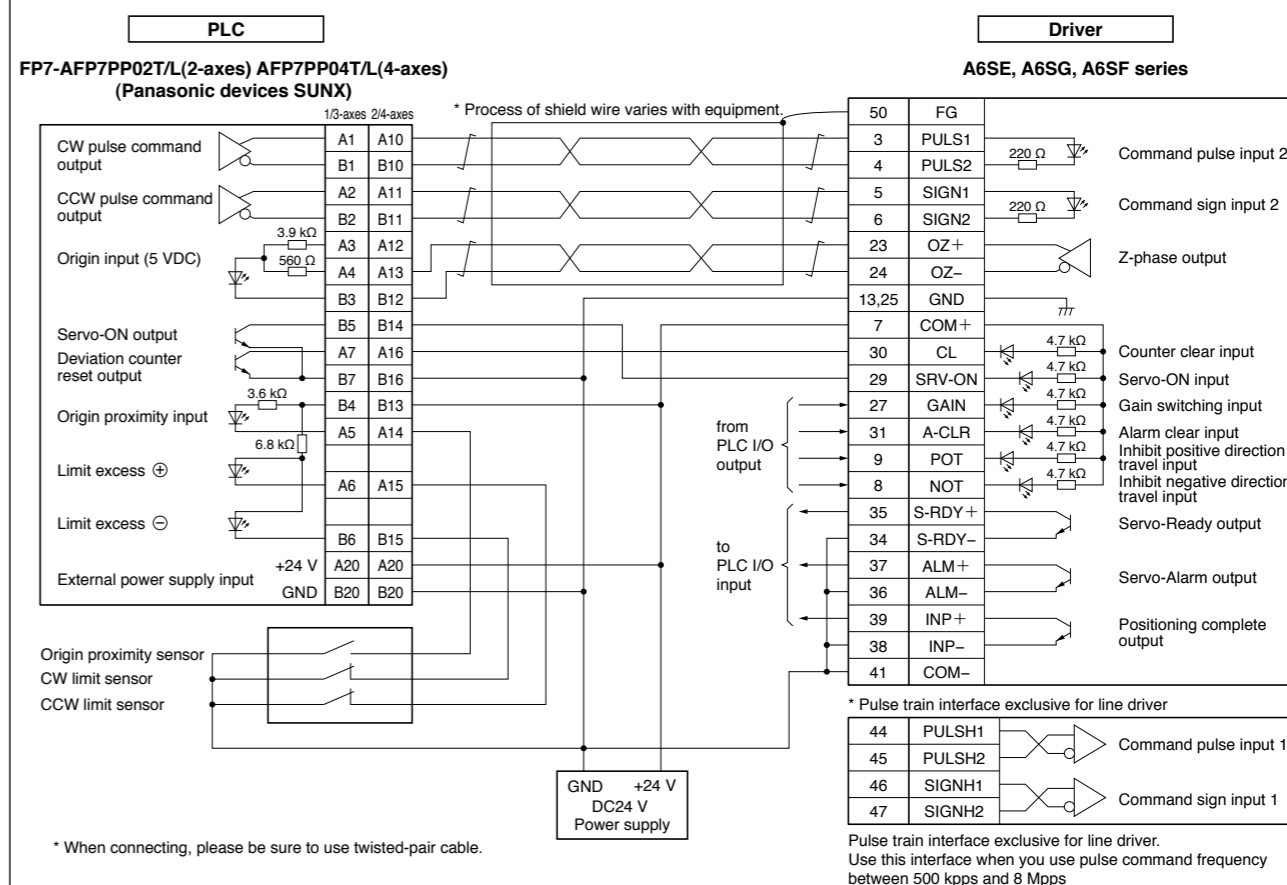 PLC
Driver
FP7-AFP7PP02T/L(2-axes) AFP7PP04T/L(4-axes)
(Panasonic devices SUNX)
A6SE, A6SG, A6SF series
1/3-axes 2/4-axes
* Process of shield wire varies with equipment.
CW pulse command
output
A1 A10
B1 B10
CCW pulse command
output
A2 A11
B2 B11
Origin input (5 VDC)
3.9 kΩ
560 Ω
A3 A12
A4 A13
B3 B12
Servo-ON output
B5 B14
Deviation counter
reset output
A7 A16
B7 B16
Origin proximity input
3.6 kΩ
6.8 kΩ
B4 B13
A5 A14
Limit excess ⊕
A6 A15
Limit excess ⊖
B6 B15
External power supply input
+24 V A20 A20
GND B20 B20
Origin proximity sensor
CW limit sensor
CCW limit sensor
GND +24 V
DC24 V
Power supply
* When connecting, please be sure to use twisted-pair cable.
from
PLC I/O
output
to
PLC I/O
input
50 FG
3 PULS1
4 PULS2
220 Ω
Command pulse input 2
5 SIGN1
6 SIGN2
220 Ω
Command sign input 2
23 OZ+
24 OZ−
Z-phase output
13,25 GND
7 COM+
30 CL 4.7 kΩ Counter clear input
29 SRV-ON 4.7 kΩ Servo-ON input
27 GAIN 4.7 kΩ Gain switching input
31 A-CLR 4.7 kΩ Alarm clear input
9 POT 4.7 kΩ Inhibit positive direction
travel input
8 NOT 4.7 kΩ Inhibit negative direction
travel input
35 S-RDY+
34 S-RDY−
Servo-Ready output
37 ALM+
36 ALM−
Servo-Alarm output
39 INP+
38 INP−
Positioning complete
output
41 COM−
* Pulse train interface exclusive for line driver
44 PULSH1
45 PULSH2
Command pulse input 1
46 SIGNH1
47 SIGNH2
Command sign input 1
Pulse train interface exclusive for line driver.
Use this interface when you use pulse command frequency
between 500 kpps and 8 Mpps